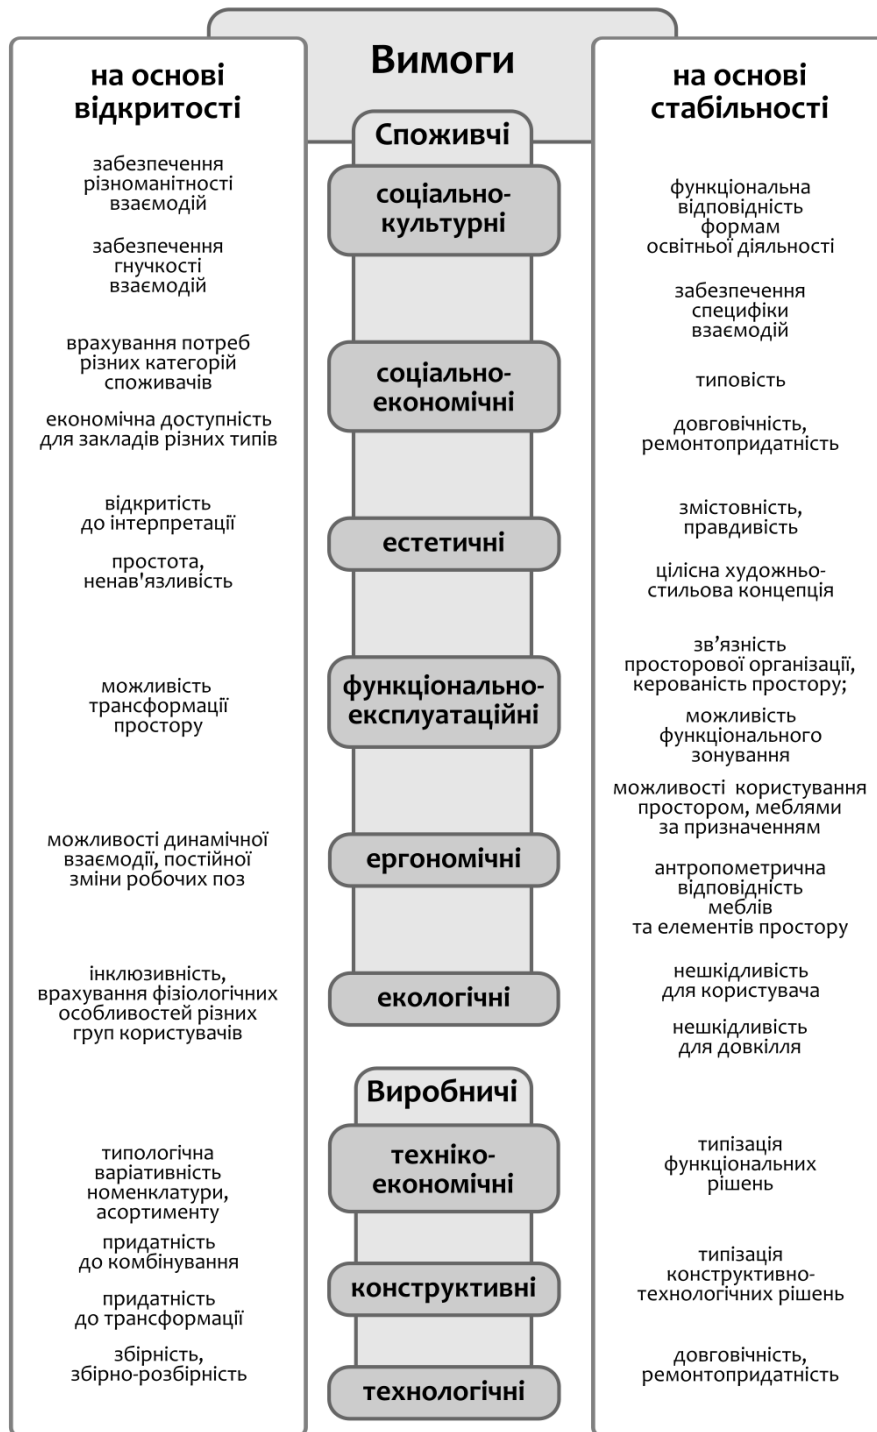 Вимоги
на основі
відкритості
забезпечення
різноманітності
взаємодій
забезпечення
гнучкості
взаємодій
врахування потреб
різних категорій
споживачів
економічна доступність
для закладів різних типів
відкритість
до інтерпретації
простота,
ненав'язливість
можливість
трансформації
простору
можливості динамічної
взаємодії, постійної
зміни робочих поз
інклюзивність,
врахування фізіологічних
особливостей різних
груп користувачів
типологічна
варіативність
номенклатури,
асортименту
придатність
до комбінування
придатність
до трансформації
збірність,
збірно-розбірність
Споживчі
соціально-
культурні
соціально-
економічні
естетичні
функціонально-
експлуатаційні
ергономічні
екологічні
Виробничі
техніко-
економічні
конструктивні
технологічні
на основі
стабільності
функціональна
відповідність
формам
освітньої діяльності
забезпечення
специфіки
взаємодій
типовість
довговічність,
ремонтопридатність
змістовність,
правдивість
цілісна художньо-
стильова концепція
зв’язність
просторової організації,
керованість простору;
можливість
функціонального
зонування
можливості користування
простором, меблями
за призначенням
антропометрична
відповідність
меблів
та елементів простору
нешкідливість
для користувача
нешкідливість
для довкілля
типізація
функціональних
рішень
типізація
конструктивно-
технологічних рішень
довговічність,
ремонтопридатність